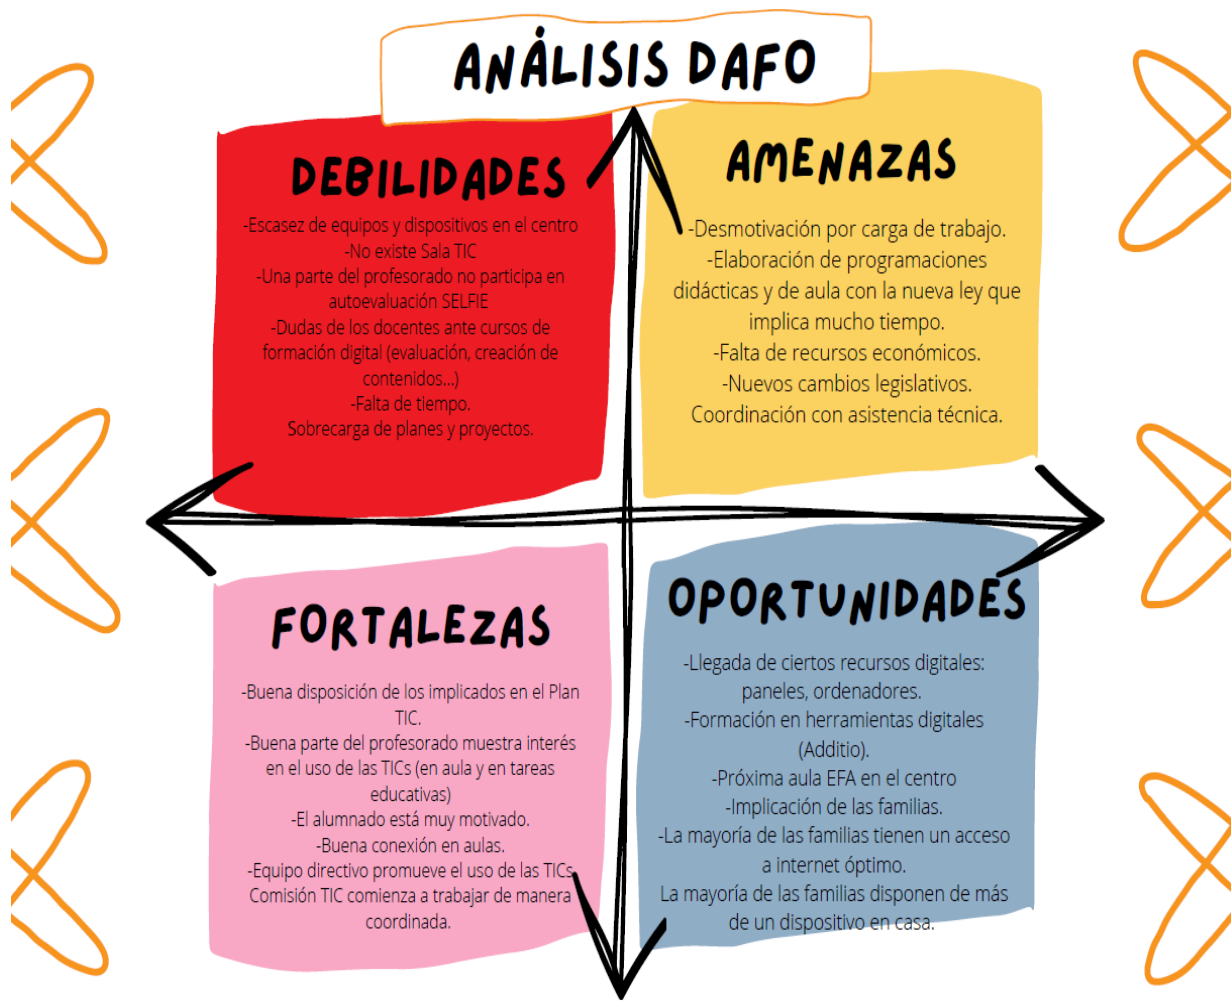 ANÁLISIS DAFO
DEBILIDADES
-Escasez de equipos y dispositivos en el centro
-No existe Sala TIC
-Una parte del profesorado no participa en
autoevaluación SELFIE
-Dudas de los docentes ante cursos de
formación digital (evaluación, creación de
contenidos...)
-Falta de tiempo.
Sobrecarga de planes y proyectos.
AMENAZAS
-Desmotivación por carga de trabajo.
-Elaboración de programaciones
didácticas y de aula con la nueva ley que
implica mucho tiempo.
-Falta de recursos económicos.
-Nuevos cambios legislativos.
Coordinación con asistencia técnica.
FORTALEZAS
-Buena disposición de los implicados en el Plan
TIC.
-Buena parte del profesorado muestra interés
en el uso de las TICs (en aula y en tareas
educativas)
-El alumnado está muy motivado.
-Buena conexión en aulas.
-Equipo directivo promueve el uso de las TICs.
Comisión TIC comienza a trabajar de manera
coordinada.
OPORTUNIDADES
-Llegada de ciertos recursos digitales:
paneles, ordenadores.
-Formación en herramientas digitales
(Additio).
-Próxima aula EFA en el centro
-Implicación de las familias.
-La mayoría de las familias tienen un acceso
a internet óptimo.
La mayoría de las familias disponen de más
de un dispositivo en casa.